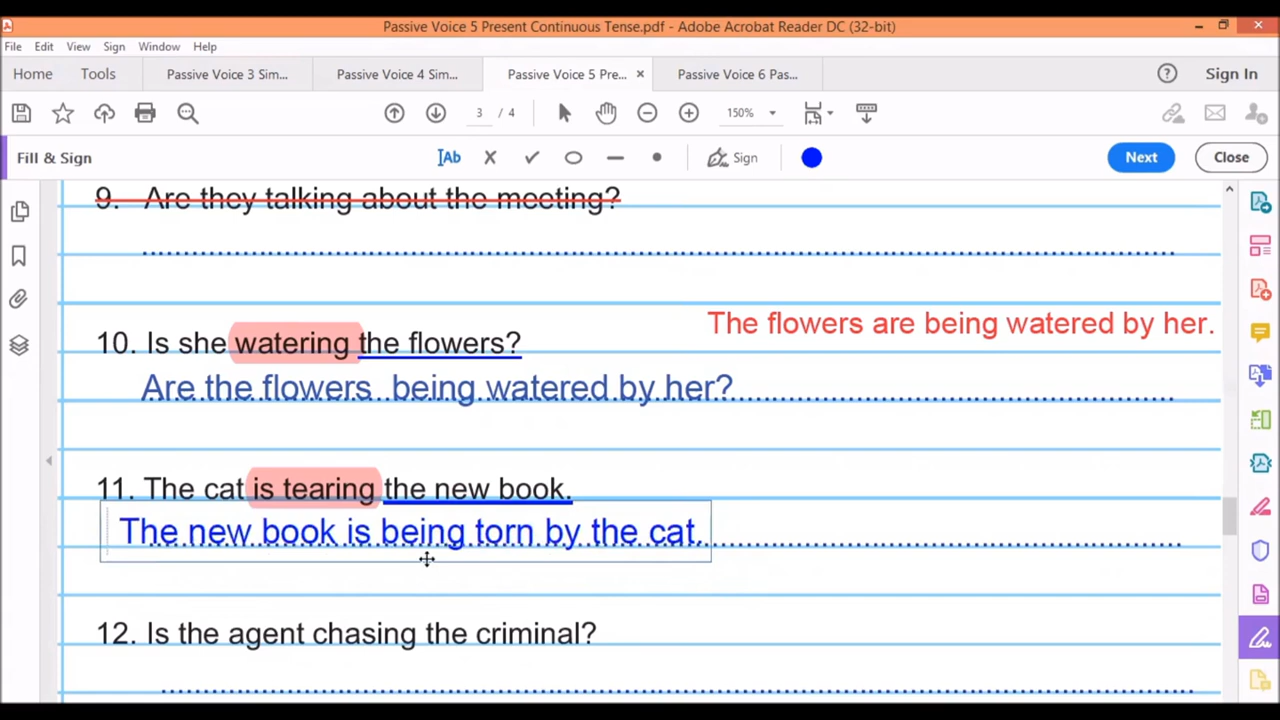 Passive Voice 5 Present Continuous Tense.pdf - Adobe Acrobat Reader DC (32-bit)
File Edit View Sign Window Help
Home Tools Passive Voice 3 Sim... Passive Voice 4 Sim... Passive Voice 5 Pre... × Passive Voice 6 Pas... Sign In
3 / 4 150%
Fill & Sign Ab Sign Next Close
9. Are they talking about the meeting?
The flowers are being watered by her.
10. Is she watering the flowers?
Are the flowers being watered by her?
11. The cat is tearing the new book.
The new book is being torn by the cat.
12. Is the agent chasing the criminal?